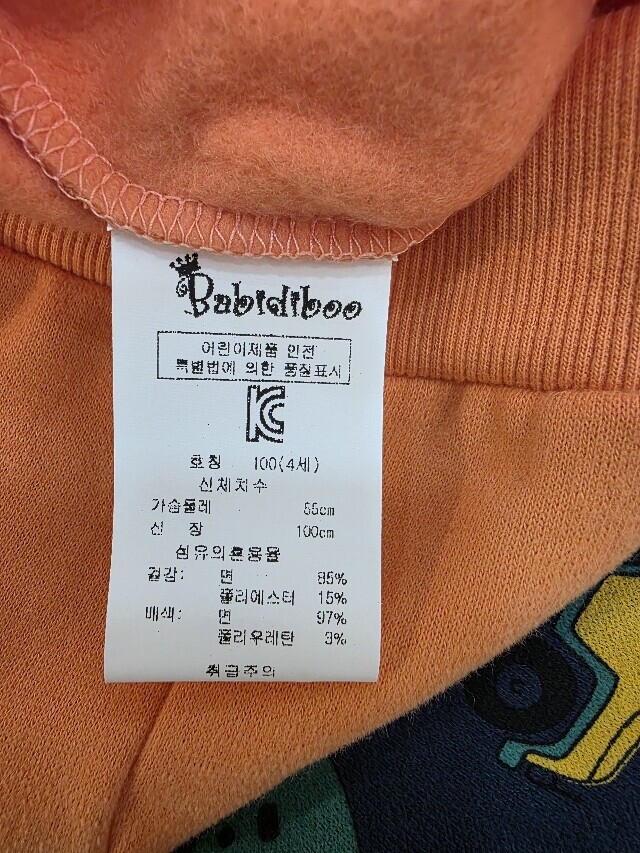 Babidiboo
어린이제품 안전
특별법에 의한 품질표시
KC
호칭 100(4세)
신체치수
가슴둘레 55cm
신 장 100cm
섬유의혼용율
겉감: 면 85%
폴리에스터 15%
배색: 면 97%
폴리우레탄 3%
취급주의